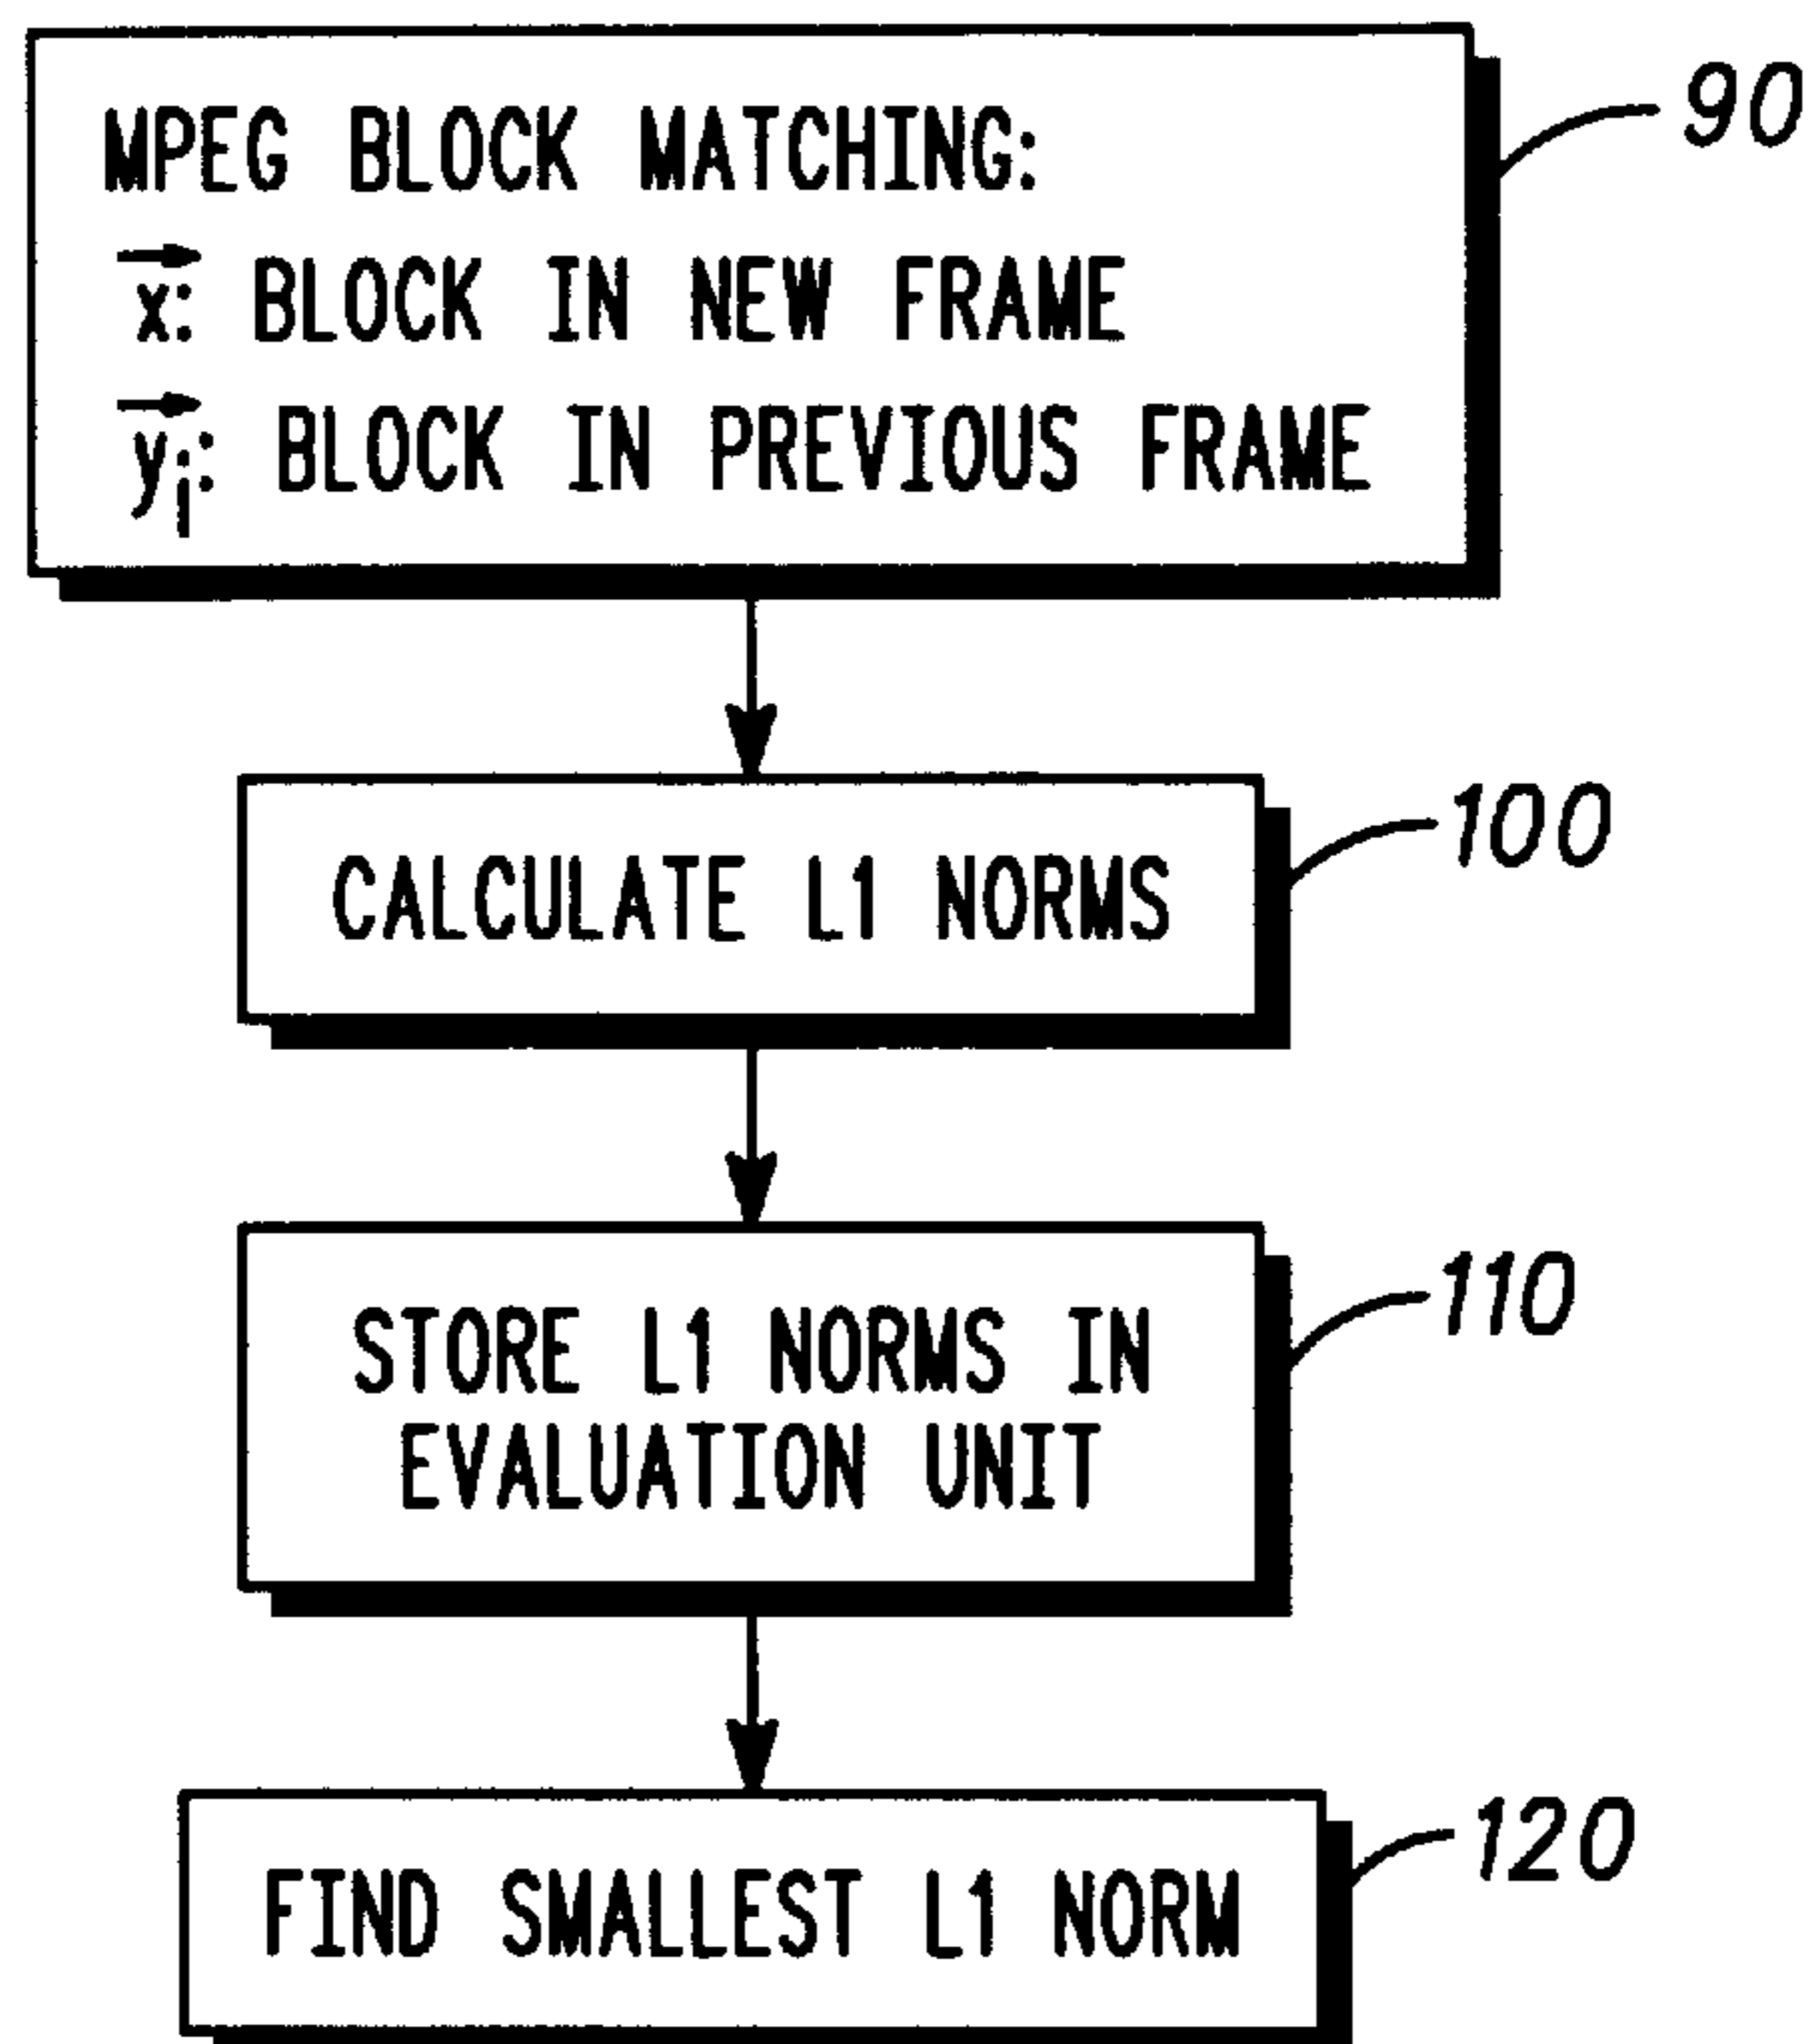 MPEG BLOCK MATCHING:
x⃗: BLOCK IN NEW FRAME
y⃗i: BLOCK IN PREVIOUS FRAME
90
CALCULATE L1 NORMS
100
STORE L1 NORMS IN
EVALUATION UNIT
110
FIND SMALLEST L1 NORM
120